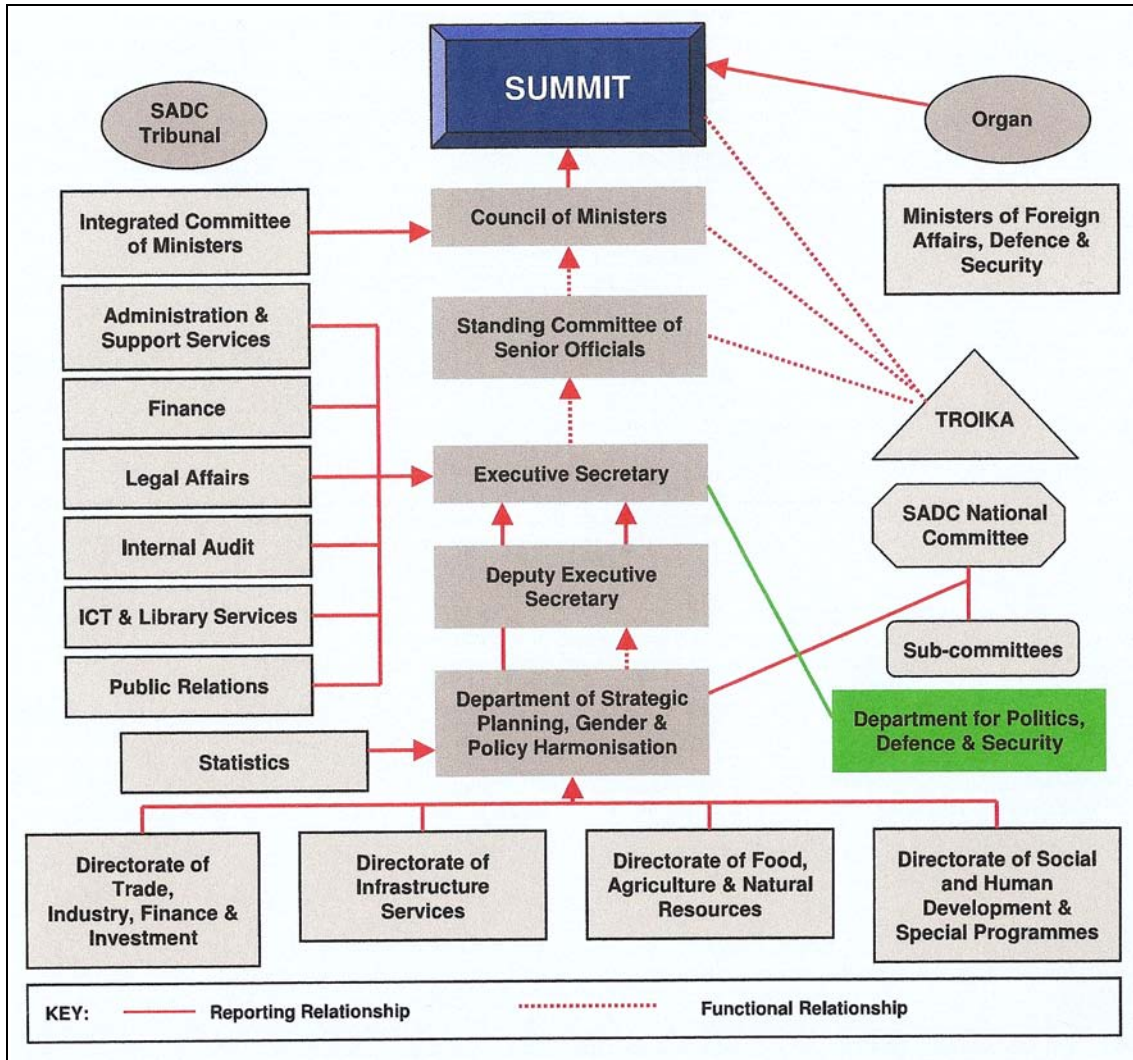 SUMMIT
SADC
Tribunal
Organ
Integrated Committee
of Ministers
Council of Ministers
Ministers of Foreign
Affairs, Defence &
Security
Administration &
Support Services
Standing Committee of
Senior Officials
TROIKA
Finance
Legal Affairs
Executive Secretary
SADC National
Committee
Internal Audit
Deputy Executive
Secretary
ICT & Library Services
Sub-committees
Public Relations
Department of Strategic
Planning, Gender &
Policy Harmonisation
Department for Politics,
Defence & Security
Statistics
Directorate of
Trade,
Industry, Finance &
Investment
Directorate of
Infrastructure
Services
Directorate of Food,
Agriculture & Natural
Resources
Directorate of Social
and Human
Development &
Special Programmes
KEY: Reporting Relationship Functional Relationship